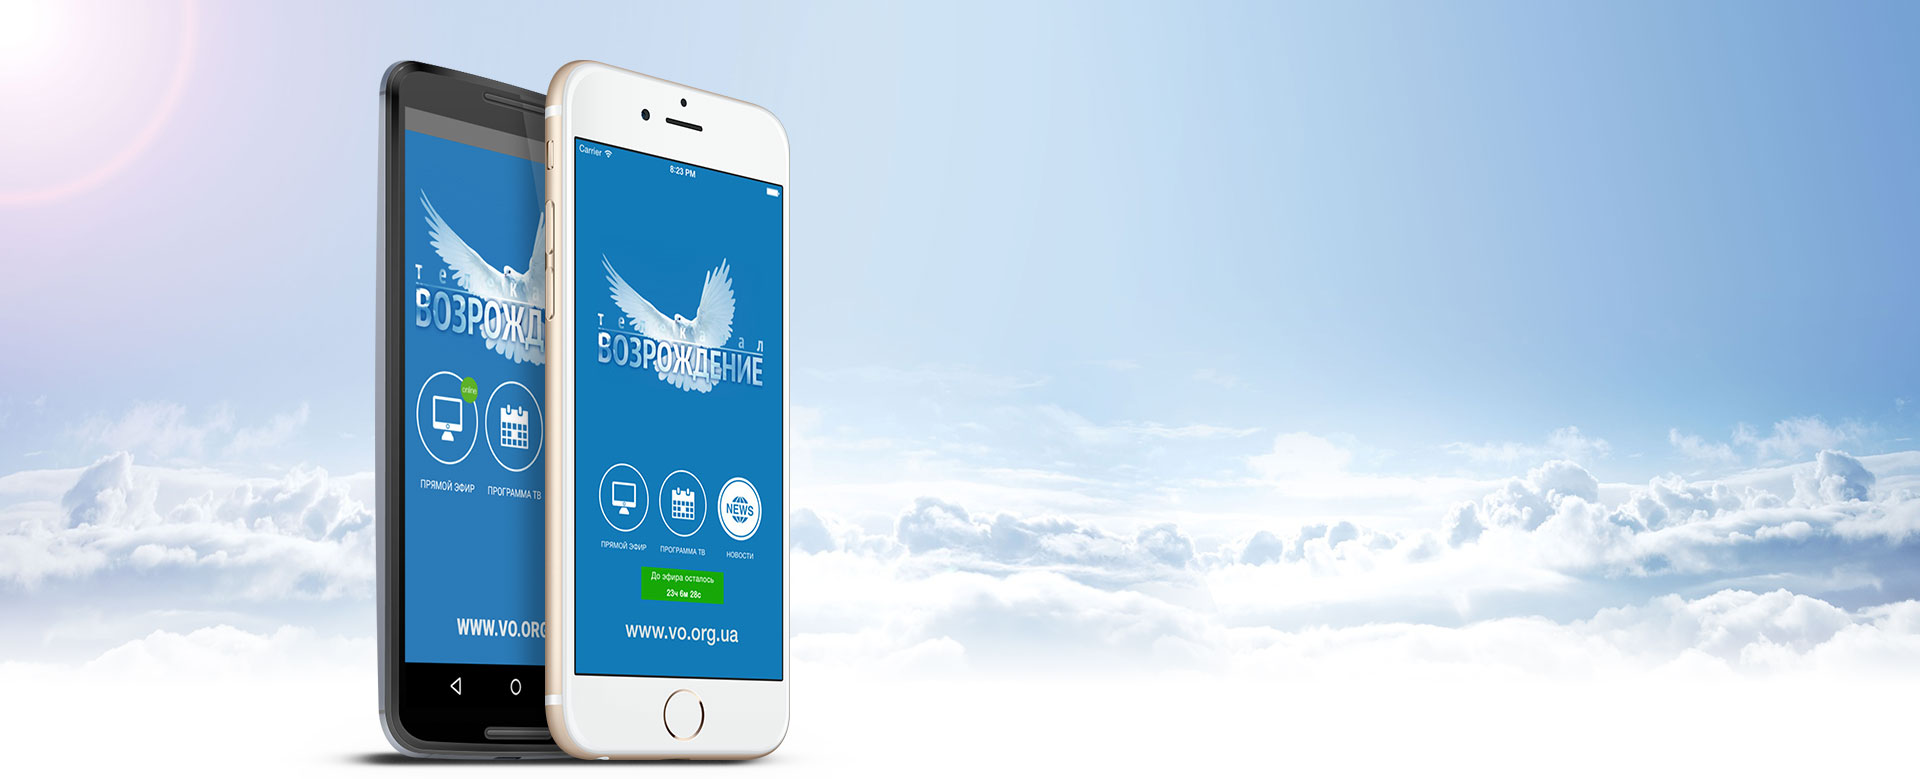 Телека
ВОЗРОЖД
online
ПРЯМОЙ ЭФИР
ПРОГРАММА ТВ
WWW.VO.ORG
Carrier
8:23 PM
Телеканал
ВОЗРОЖДЕНИЕ
NEWS
ПРЯМОЙ ЭФИР
ПРОГРАММА ТВ
НОВОСТИ
До эфира осталось
23ч 6м 28с
www.vo.org.ua